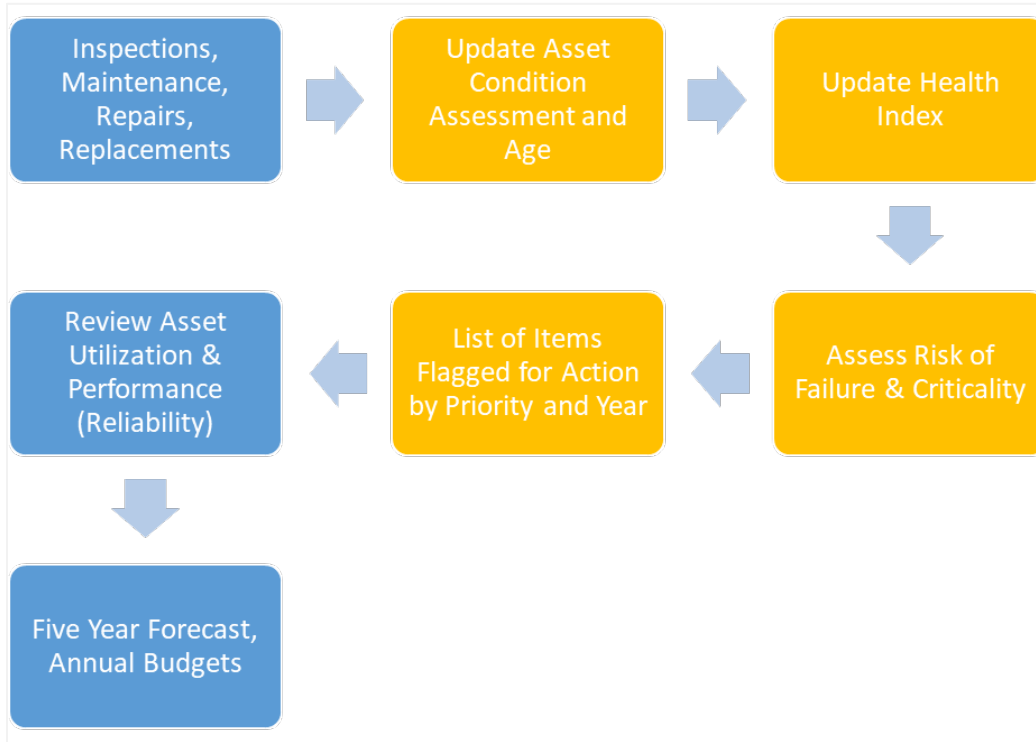 Inspections,
Maintenance,
Repairs,
Replacements
Update Asset
Condition
Assessment and
Age
Update Health
Index
Assess Risk of
Failure & Criticality
List of Items
Flagged for Action
by Priority and Year
Review Asset
Utilization &
Performance
(Reliability)
Five Year Forecast,
Annual Budgets